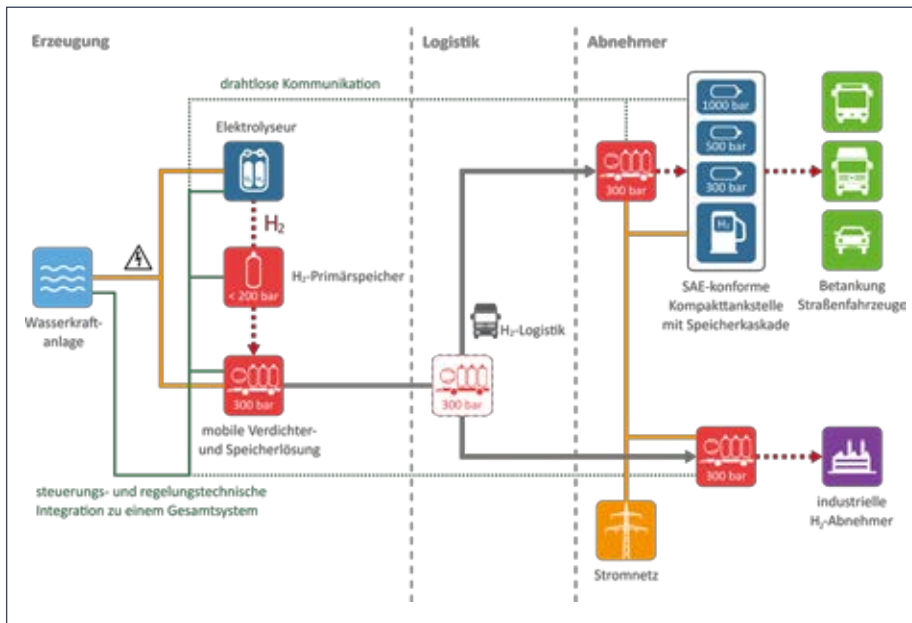 Erzeugung
Logistik
Abnehmer
drahtlose Kommunikation
Elektrolyseur
H₂
H₂-Primärspeicher
< 200 bar
Wasserkraft-
anlage
300 bar
mobile Verdichter-
und Speicherlösung
steuerungs- und regelungstechnische
Integration zu einem Gesamtsystem
H₂-Logistik
300 bar
300 bar
1000 bar
500 bar
300 bar
H₂
SAE-konforme
Kompakttankstelle
mit Speicherkaskade
Betankung
Straßenfahrzeuge
300 bar
industrielle
H₂-Abnehmer
Stromnetz